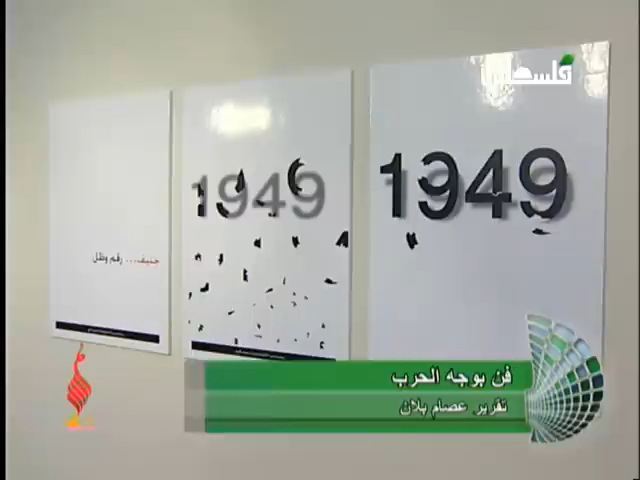 فلسطين
1949
1949
جنيف... رقم وظل
فن بوجه الحرب
تقرير عصام بلان